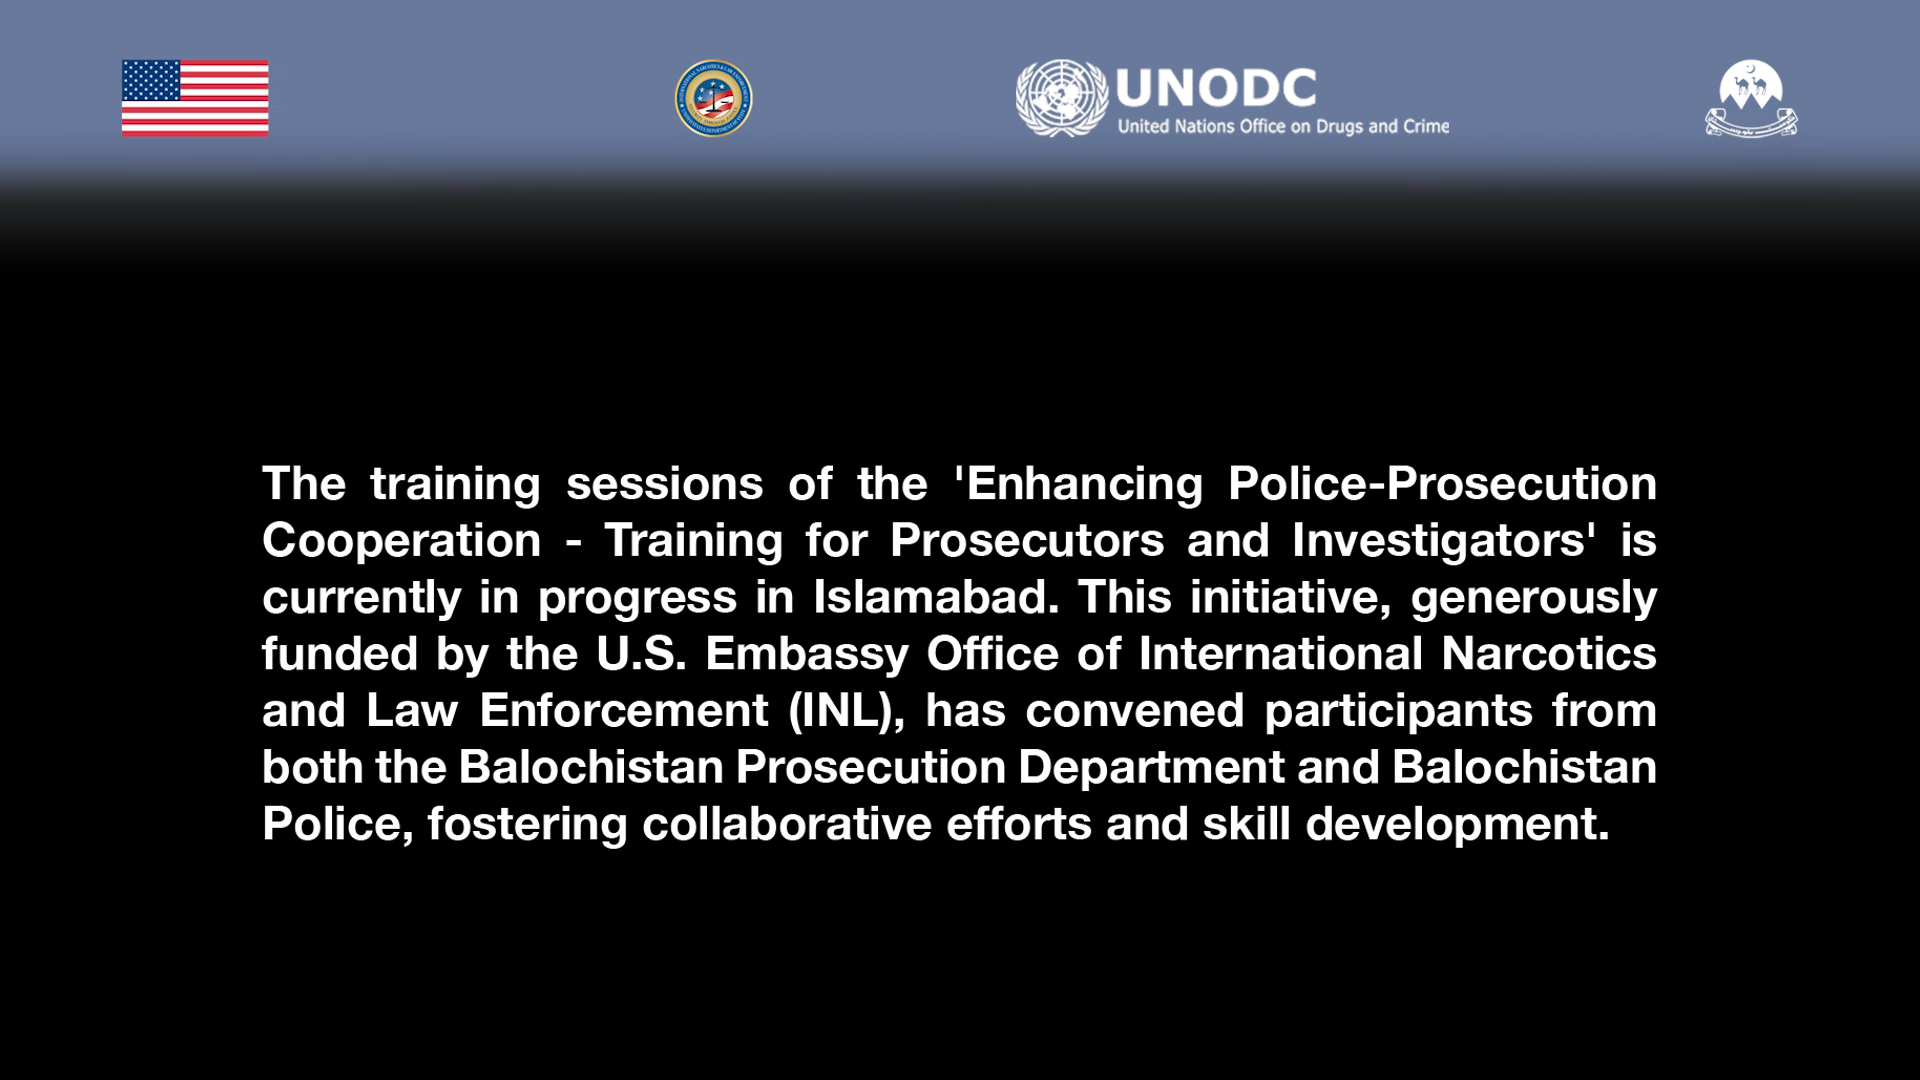 UNODC
United Nations Office on Drugs and Crime
The training sessions of the 'Enhancing Police-Prosecution
Cooperation - Training for Prosecutors and Investigators' is
currently in progress in Islamabad. This initiative, generously
funded by the U.S. Embassy Office of International Narcotics
and Law Enforcement (INL), has convened participants from
both the Balochistan Prosecution Department and Balochistan
Police, fostering collaborative efforts and skill development.